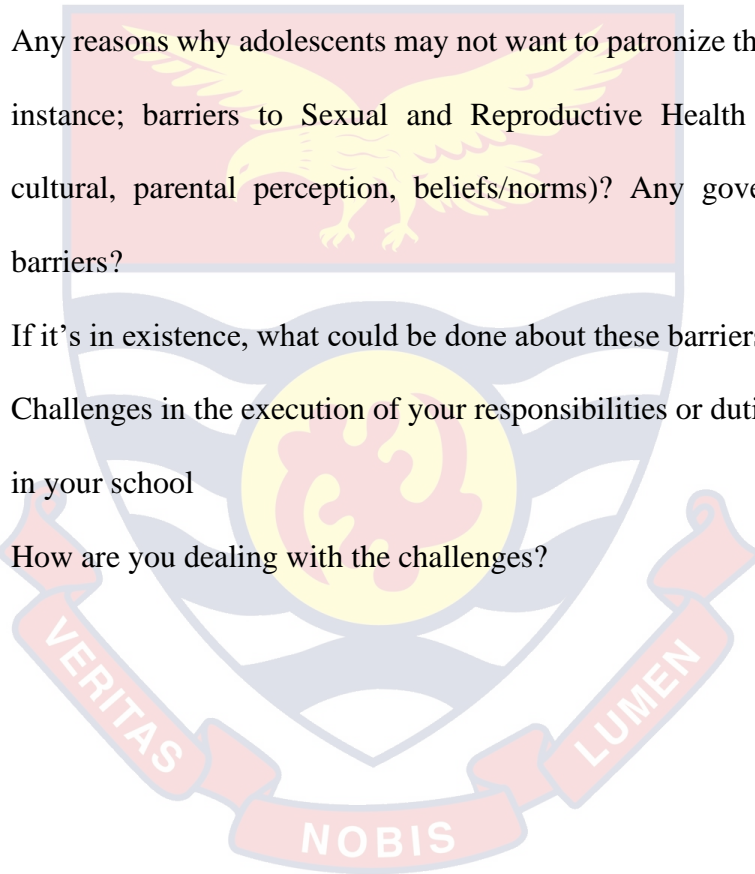 Any reasons why adolescents may not want to patronize
instance; barriers to Sexual and Reproductive Health
cultural, parental perception, beliefs/norms)? Any
barriers?
If it's in existence, what could be done about these barriers
Challenges in the execution of your responsibilities or
in your school
How are you dealing with the challenges?
VERITAS
NOBIS
LUMEN